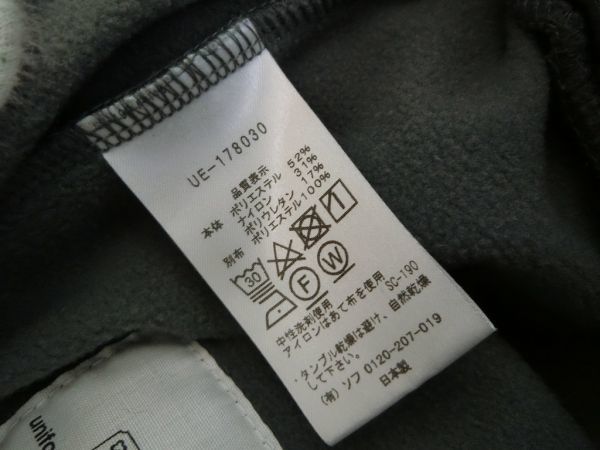 UE-178030
品質表示
本体 ポリエステル 52%
ナイロン 31%
ポリウレタン 17%
別布 ポリエステル 100%
30
F W
中性洗剤使用
アイロンはあて布を使用
SC-190
・タンブル乾燥は避け、自然乾燥
して下さい。
(有) ソフ 0120-207-019
日本製